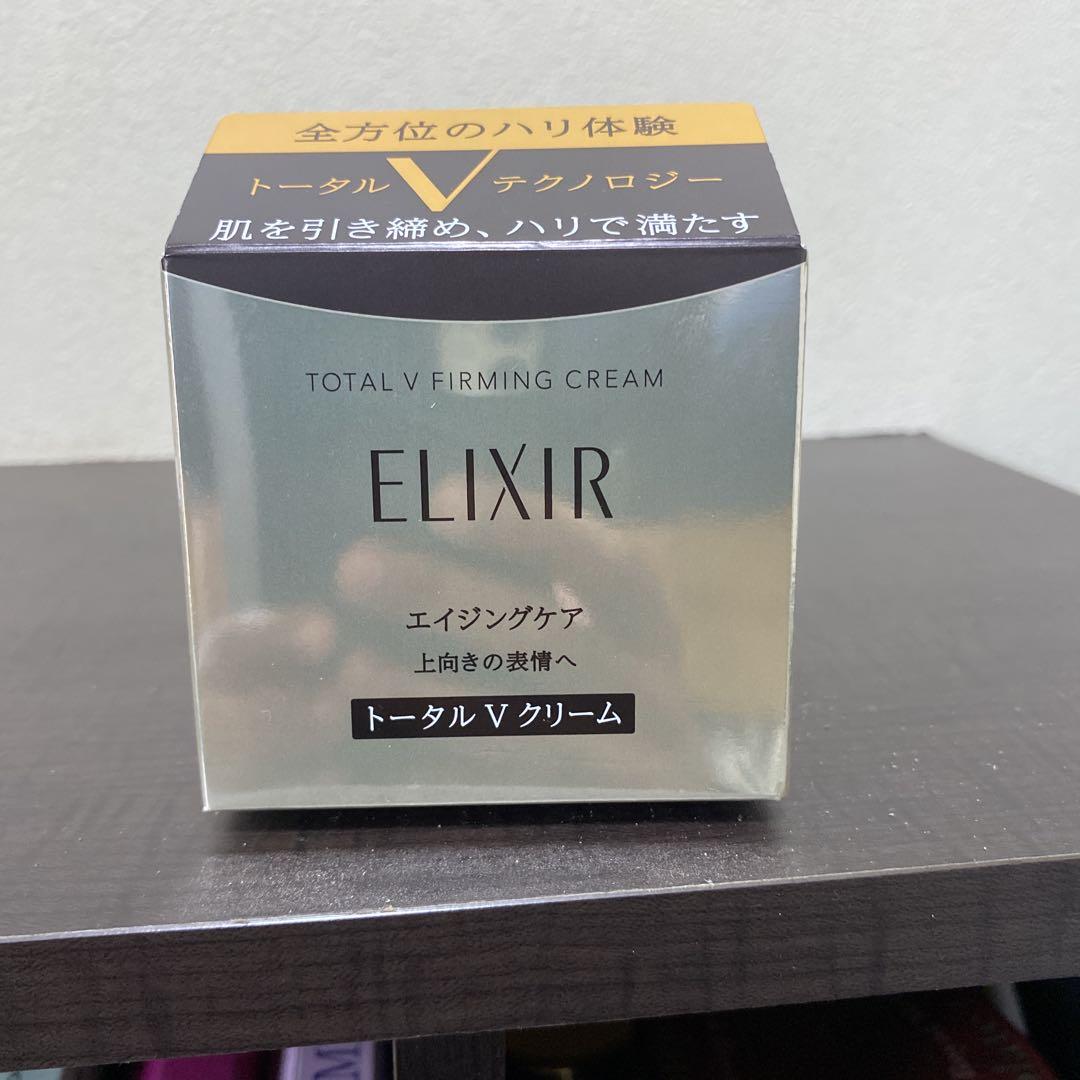 全方位のハリ体験
トータル V テクノロジー
肌を引き締め、ハリで満たす
TOTAL V FIRMING CREAM
ELIXIR
エイジングケア
上向きの表情へ
トータル V クリーム